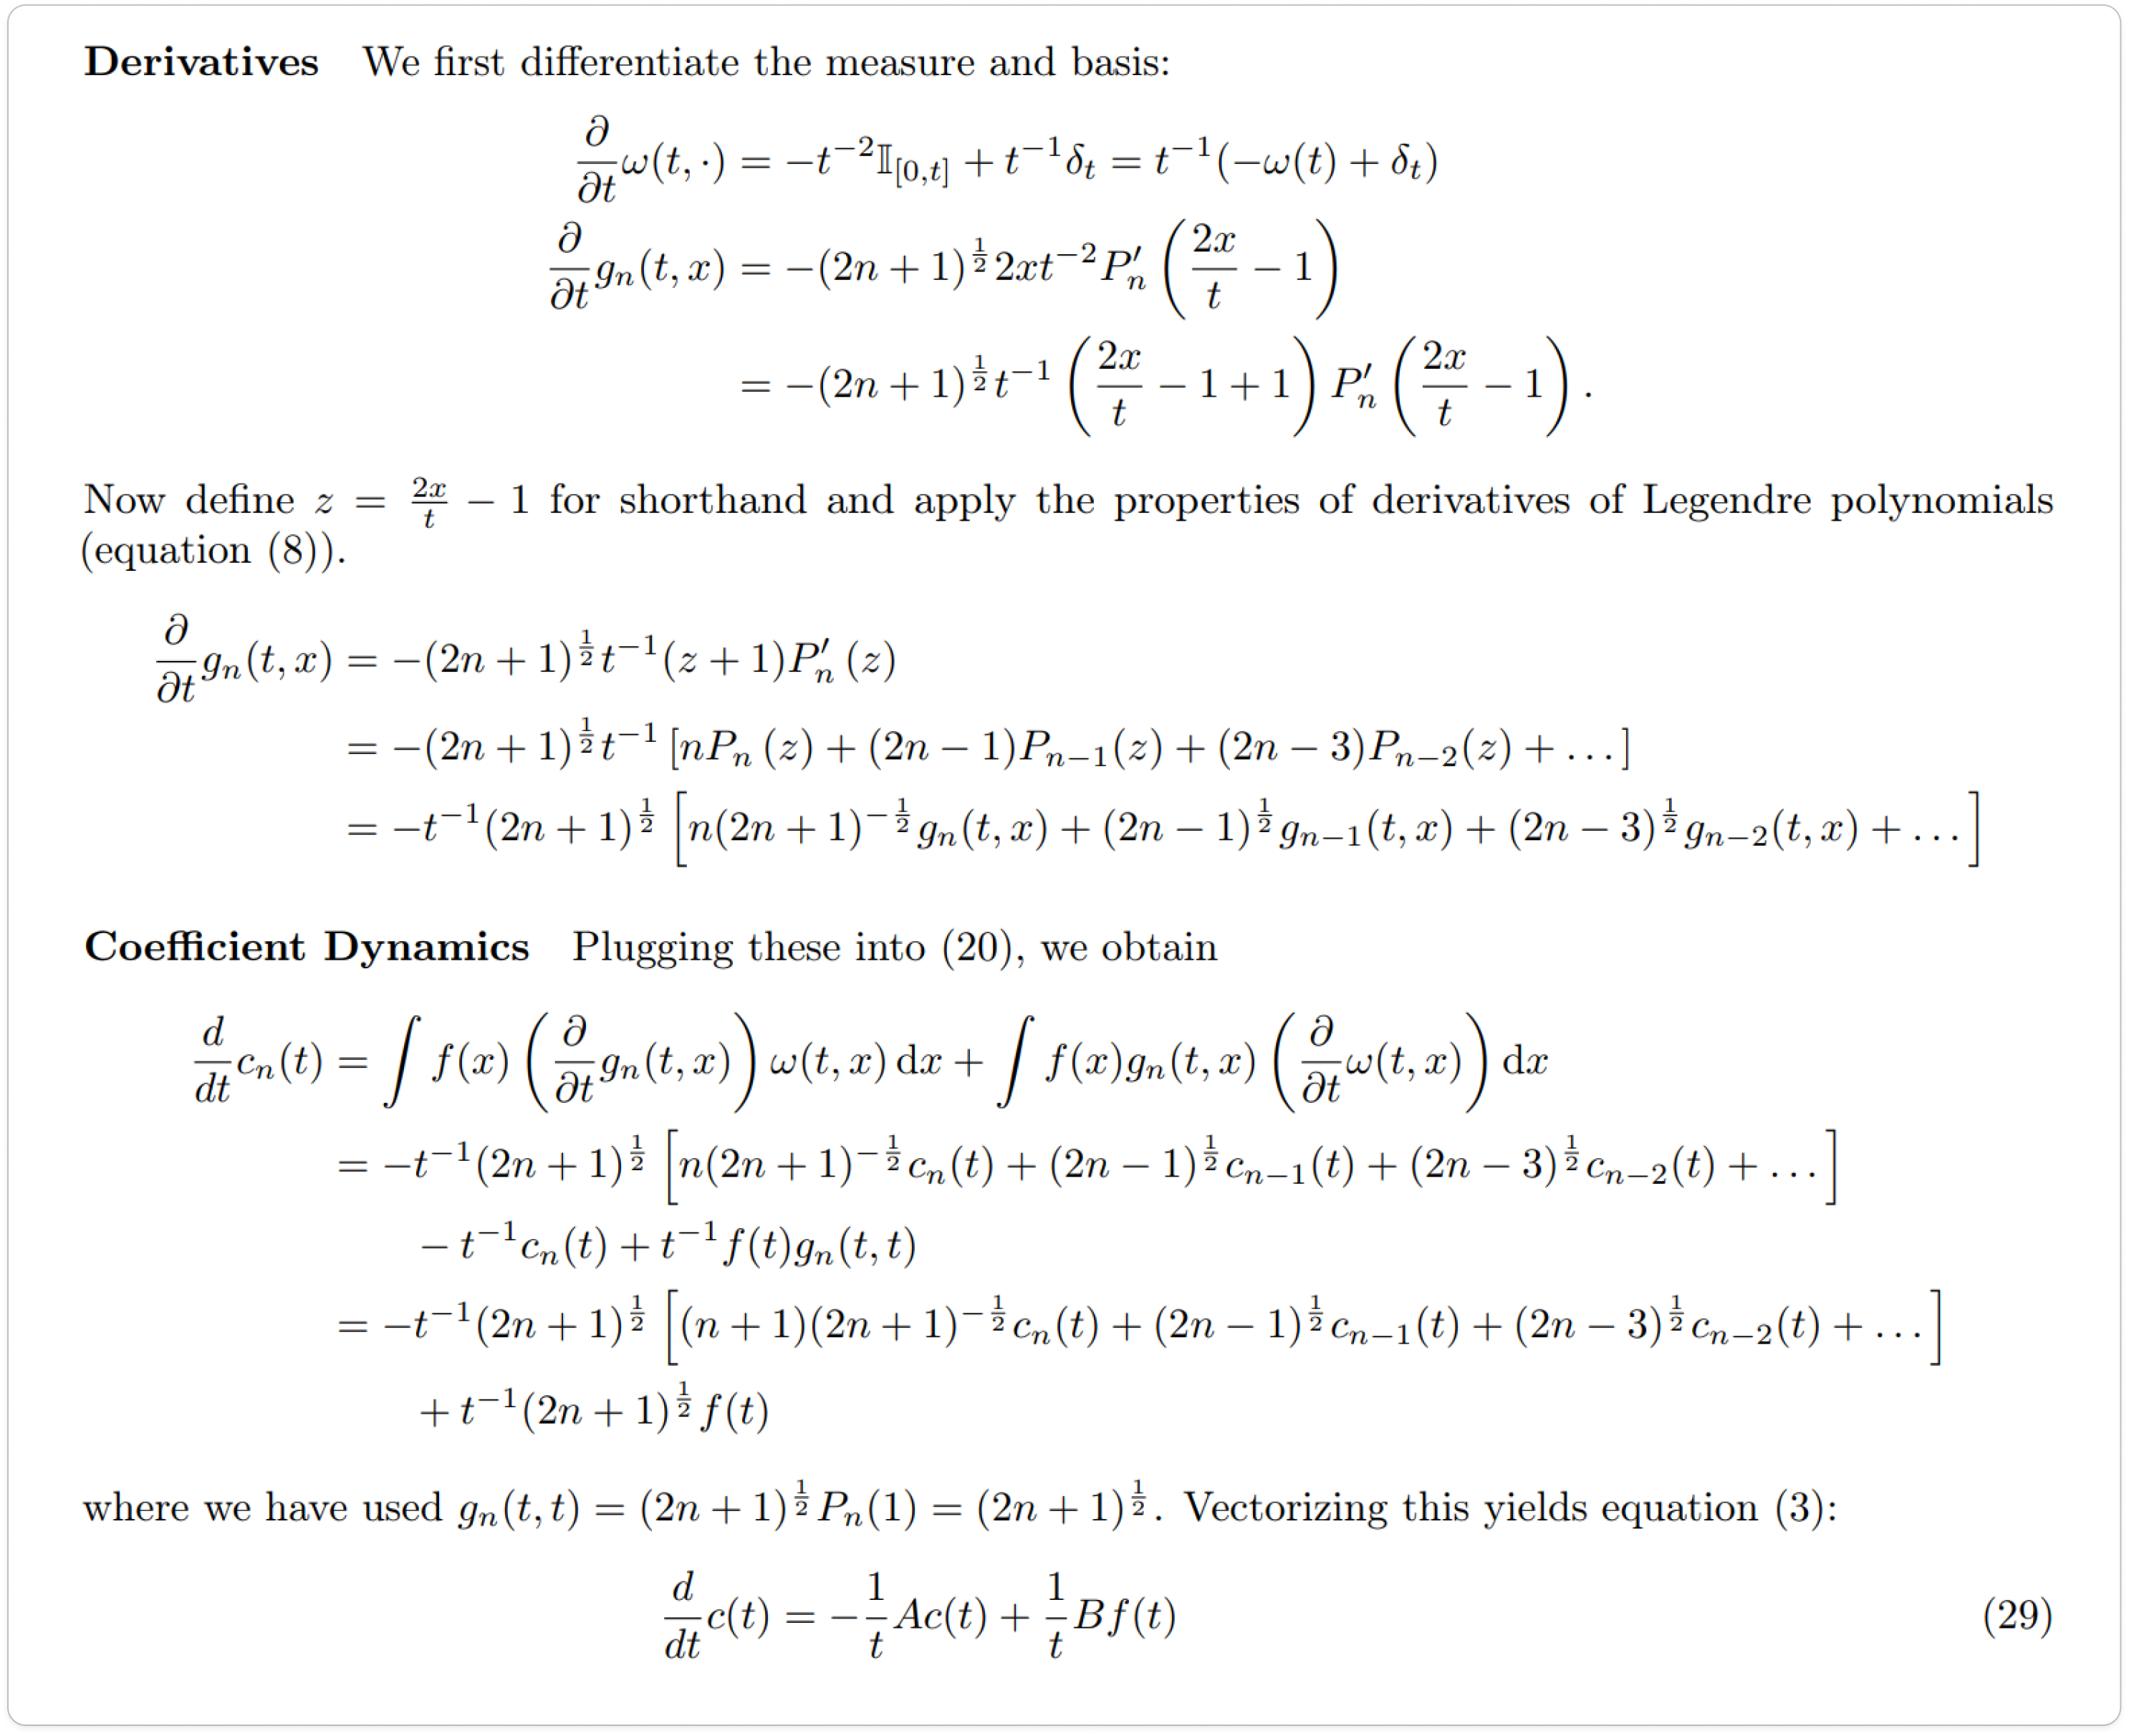 Derivatives We first differentiate the measure and basis:
∂/∂t ω(t, ·) = −t⁻²𝕀_[0,t] + t⁻¹δ_t = t⁻¹(−ω(t) + δ_t)
∂/∂t g_n(t, x) = −(2n + 1)^{1/2} 2xt⁻² P′_n (2x/t − 1)
= −(2n + 1)^{1/2} t⁻¹ (2x/t − 1 + 1) P′_n (2x/t − 1).
Now define z = 2x/t − 1 for shorthand and apply the properties of derivatives of Legendre polynomials
(equation (8)).
∂/∂t g_n(t, x) = −(2n + 1)^{1/2} t⁻¹(z + 1)P′_n (z)
= −(2n + 1)^{1/2} t⁻¹ [nP_n (z) + (2n − 1)P_{n−1}(z) + (2n − 3)P_{n−2}(z) + . . .]
= −t⁻¹(2n + 1)^{1/2} [n(2n + 1)^{−1/2} g_n(t, x) + (2n − 1)^{1/2} g_{n−1}(t, x) + (2n − 3)^{1/2} g_{n−2}(t, x) + . . .]
Coefficient Dynamics Plugging these into (20), we obtain
d/dt c_n(t) = ∫ f(x) (∂/∂t g_n(t, x)) ω(t, x) dx + ∫ f(x)g_n(t, x) (∂/∂t ω(t, x)) dx
= −t⁻¹(2n + 1)^{1/2} [n(2n + 1)^{−1/2} c_n(t) + (2n − 1)^{1/2} c_{n−1}(t) + (2n − 3)^{1/2} c_{n−2}(t) + . . .]
− t⁻¹c_n(t) + t⁻¹f(t)g_n(t, t)
= −t⁻¹(2n + 1)^{1/2} [(n + 1)(2n + 1)^{−1/2} c_n(t) + (2n − 1)^{1/2} c_{n−1}(t) + (2n − 3)^{1/2} c_{n−2}(t) + . . .]
+ t⁻¹(2n + 1)^{1/2} f(t)
where we have used g_n(t, t) = (2n + 1)^{1/2} P_n(1) = (2n + 1)^{1/2}. Vectorizing this yields equation (3):
d/dt c(t) = −1/t Ac(t) + 1/t Bf(t) (29)